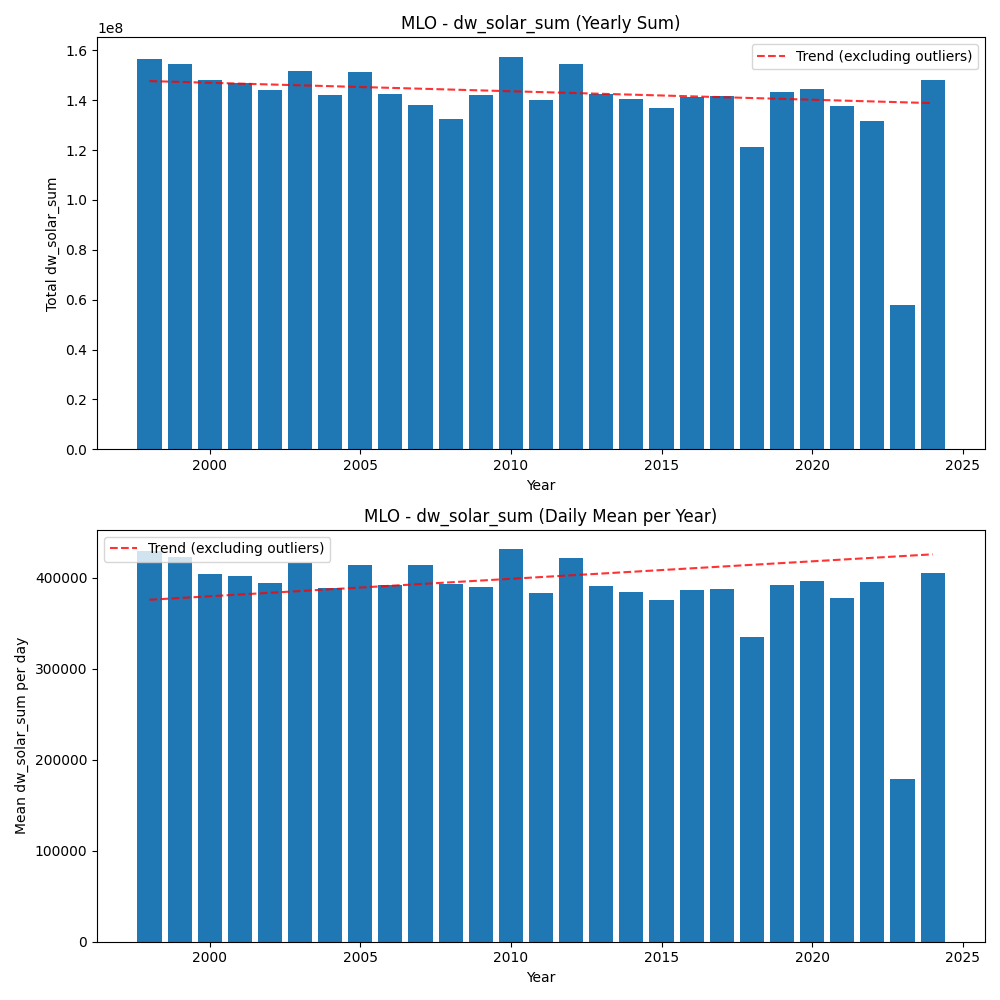 MLO - dw_solar_sum (Yearly Sum)
1e8
Trend (excluding outliers)
1.6
1.4
1.2
1.0
0.8
0.6
0.4
0.2
0.0
Total dw_solar_sum
2000 2005 2010 2015 2020 2025
Year
MLO - dw_solar_sum (Daily Mean per Year)
Trend (excluding outliers)
400000
300000
200000
100000
0
Mean dw_solar_sum per day
2000 2005 2010 2015 2020 2025
Year